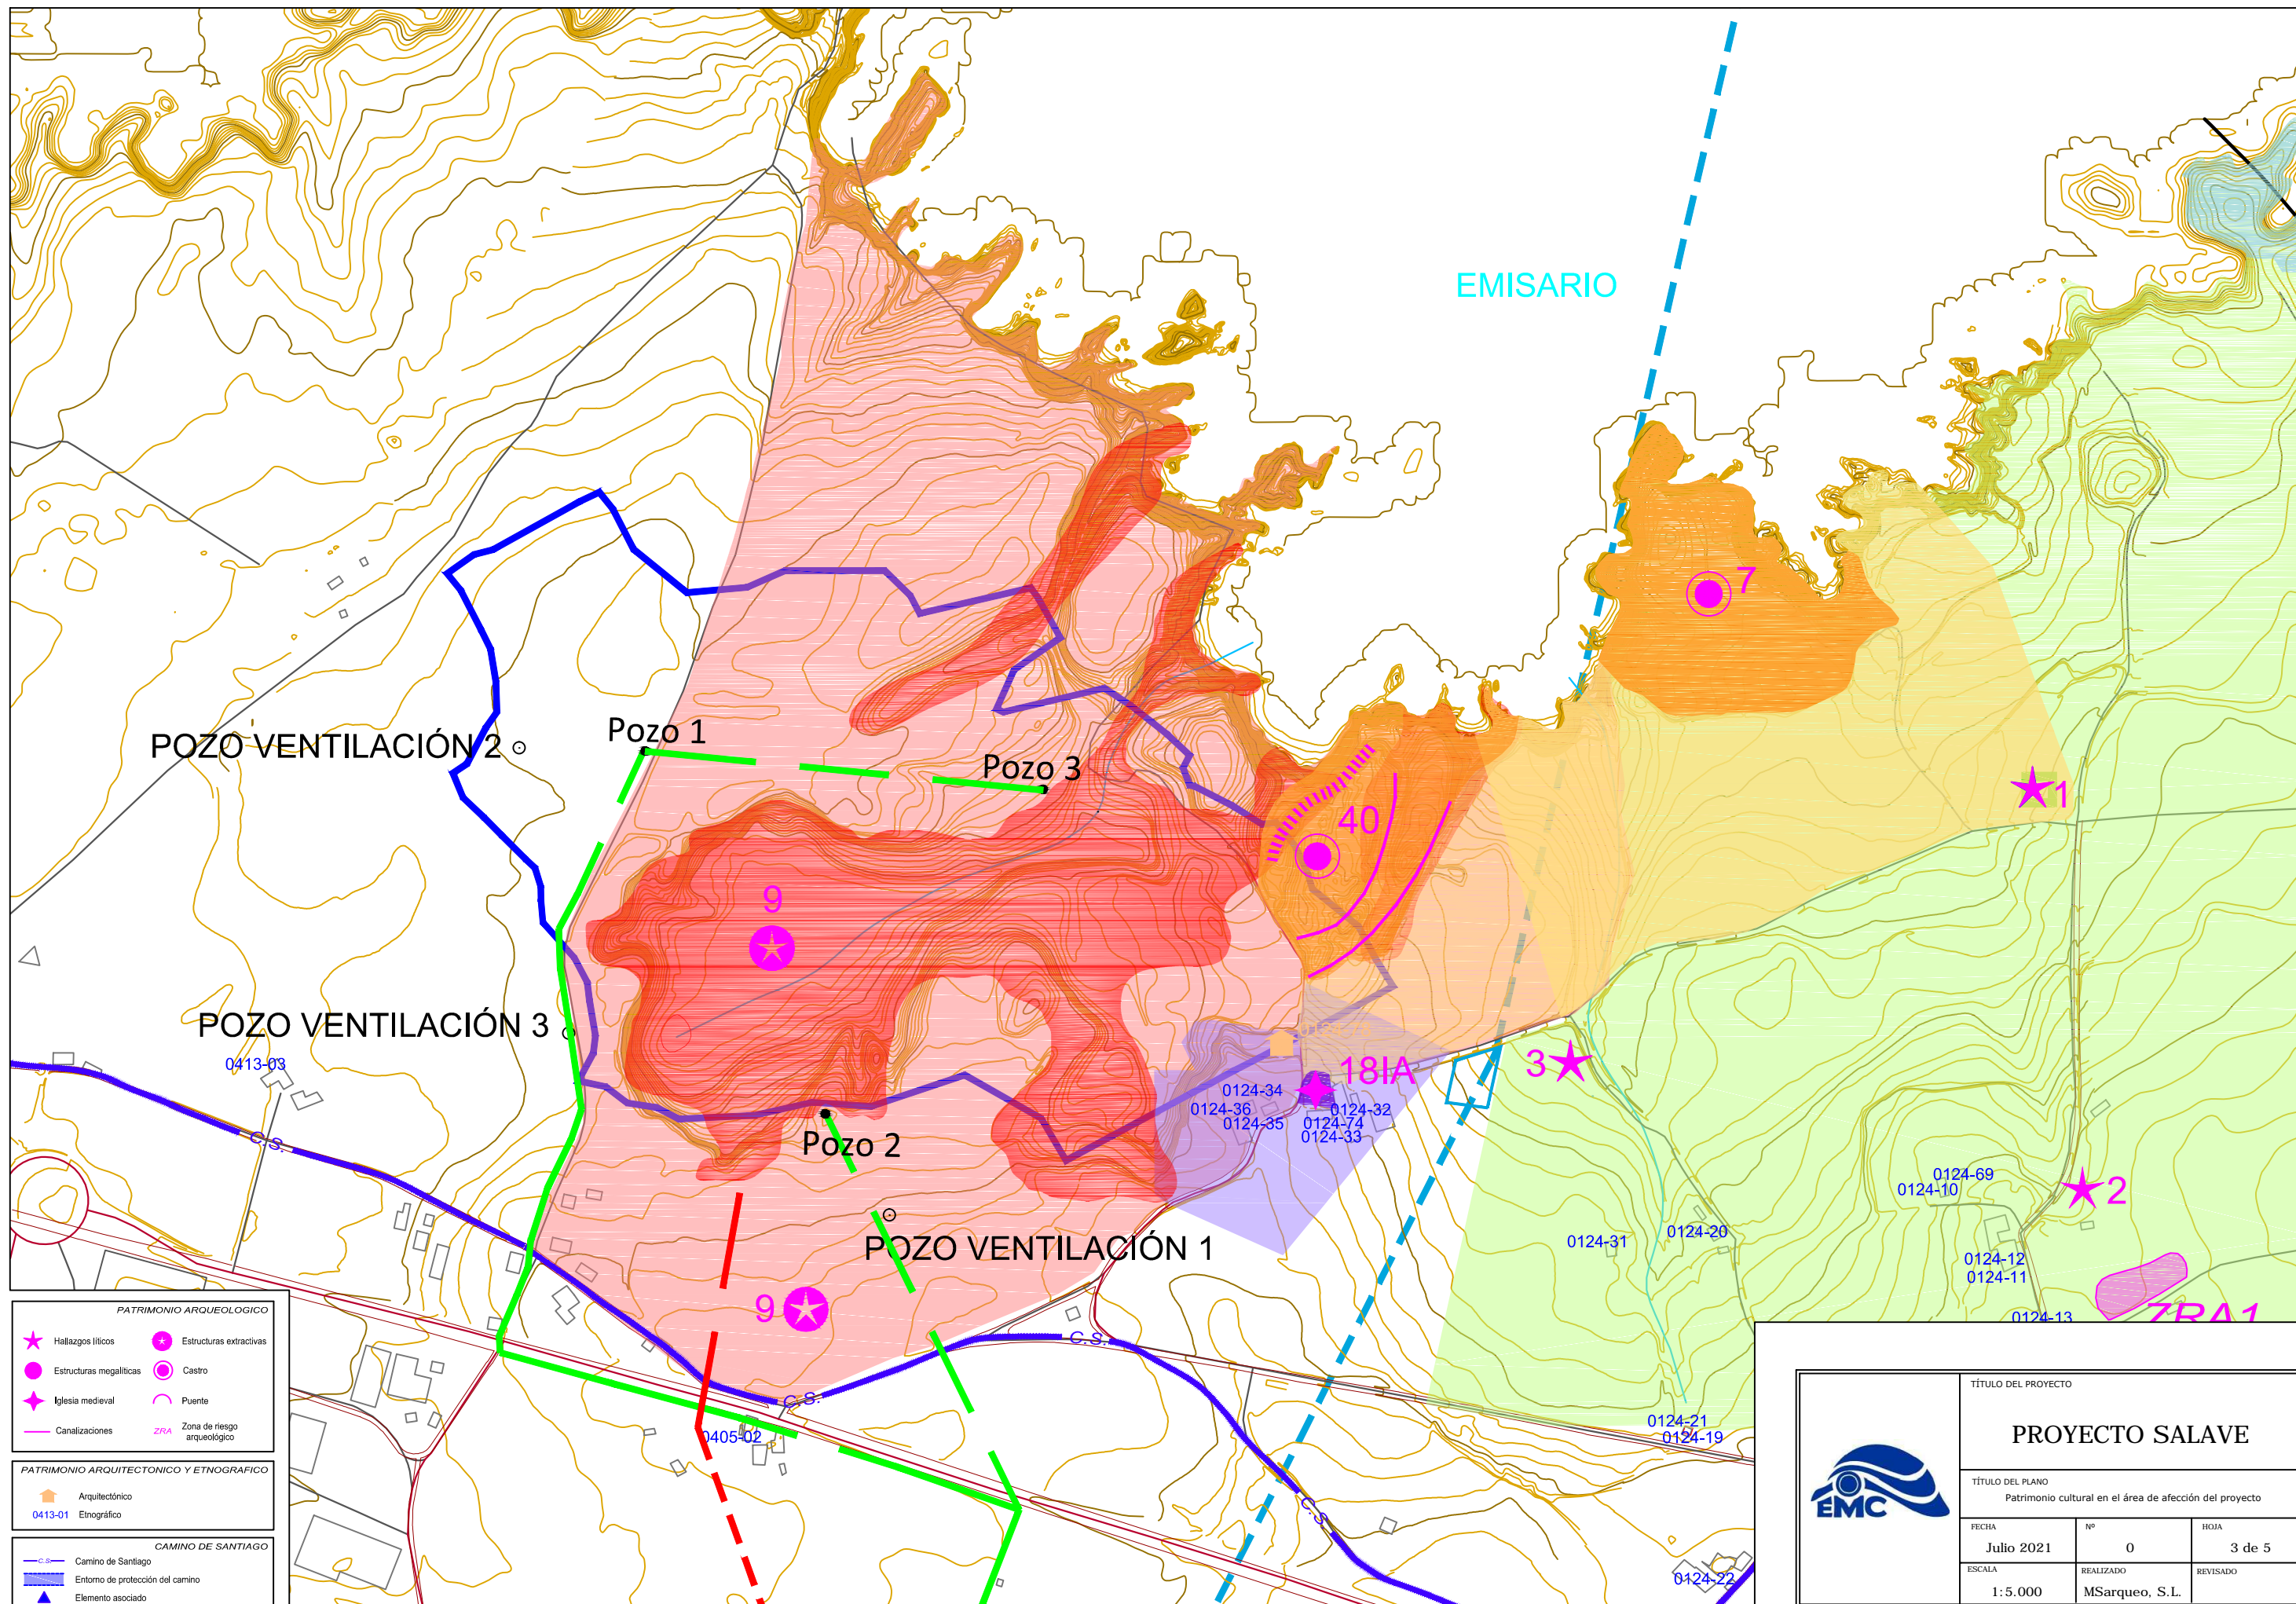 EMISARIO
7
POZO VENTILACIÓN 2
Pozo 1
Pozo 3
1
40
9
POZO VENTILACIÓN 3
0413-03
3
18IA
0124-34
0124-36
0124-32
0124-35
0124-74
0124-33
C.S.
Pozo 2
0124-69
0124-10
2
0124-31
0124-20
POZO VENTILACIÓN 1
0124-12
0124-11
9
0124-13
ZRA1
C.S.
C.S.
0405-02
0124-21
0124-19
C.S.
0124-22
PATRIMONIO ARQUEOLOGICO
Hallazgos líticos
Estructuras extractivas
Estructuras megalíticas
Castro
Iglesia medieval
Puente
Canalizaciones
ZRA
Zona de riesgo
arqueológico
PATRIMONIO ARQUITECTONICO Y ETNOGRAFICO
Arquitectónico
0413-01
Etnográfico
CAMINO DE SANTIAGO
C.S.
Camino de Santiago
Entorno de protección del camino
Elemento asociado
EMC
TÍTULO DEL PROYECTO
PROYECTO SALAVE
TÍTULO DEL PLANO
Patrimonio cultural en el área de afección del proyecto
FECHA
Nº
HOJA
Julio 2021
0
3 de 5
ESCALA
REALIZADO
REVISADO
1:5.000
MSarqueo, S.L.